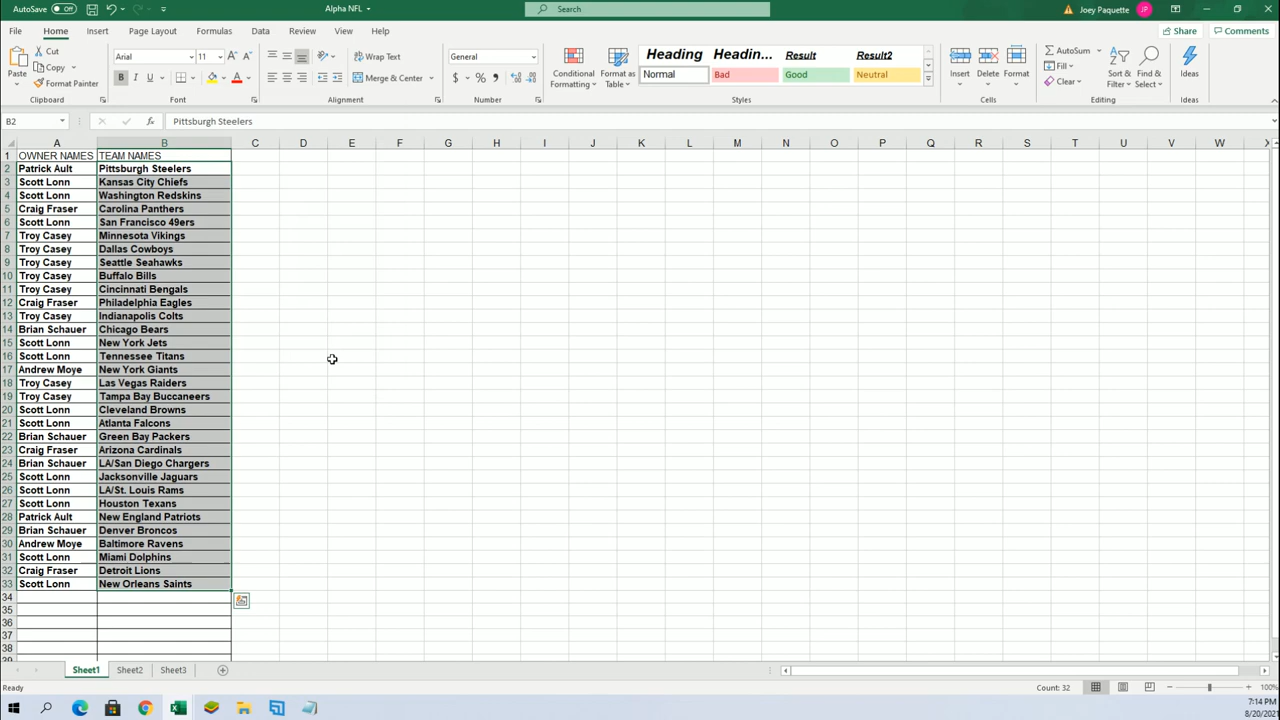 AutoSave Off Alpha NFL Search Joey Paquette JP
File Home Insert Page Layout Formulas Data Review View Help Share Comments
Paste Cut Copy Format Painter Clipboard
Arial 11 B I U A Font
Wrap Text Merge & Center Alignment
General $ % Number
Conditional Formatting Format as Table Heading Headin... Result Result2
Normal Bad Good Neutral Styles
Insert Delete Format Cells
AutoSum Fill Clear Sort & Filter Find & Select Editing
Ideas Ideas
B2 fx Pittsburgh Steelers
A B C D E F G H I J K L M N O P Q R S T U V W
1 OWNER NAMES TEAM NAMES
2 Patrick Ault Pittsburgh Steelers
3 Scott Lonn Kansas City Chiefs
4 Scott Lonn Washington Redskins
5 Craig Fraser Carolina Panthers
6 Scott Lonn San Francisco 49ers
7 Troy Casey Minnesota Vikings
8 Troy Casey Dallas Cowboys
9 Troy Casey Seattle Seahawks
10 Troy Casey Buffalo Bills
11 Troy Casey Cincinnati Bengals
12 Craig Fraser Philadelphia Eagles
13 Troy Casey Indianapolis Colts
14 Brian Schauer Chicago Bears
15 Scott Lonn New York Jets
16 Scott Lonn Tennessee Titans
17 Andrew Moye New York Giants
18 Troy Casey Las Vegas Raiders
19 Troy Casey Tampa Bay Buccaneers
20 Scott Lonn Cleveland Browns
21 Scott Lonn Atlanta Falcons
22 Brian Schauer Green Bay Packers
23 Craig Fraser Arizona Cardinals
24 Brian Schauer LA/San Diego Chargers
25 Scott Lonn Jacksonville Jaguars
26 Scott Lonn LA/St. Louis Rams
27 Scott Lonn Houston Texans
28 Patrick Ault New England Patriots
29 Brian Schauer Denver Broncos
30 Andrew Moye Baltimore Ravens
31 Scott Lonn Miami Dolphins
32 Craig Fraser Detroit Lions
33 Scott Lonn New Orleans Saints
34
35
36
37
38
Sheet1 Sheet2 Sheet3
Ready Count: 32 100%
7:14 PM